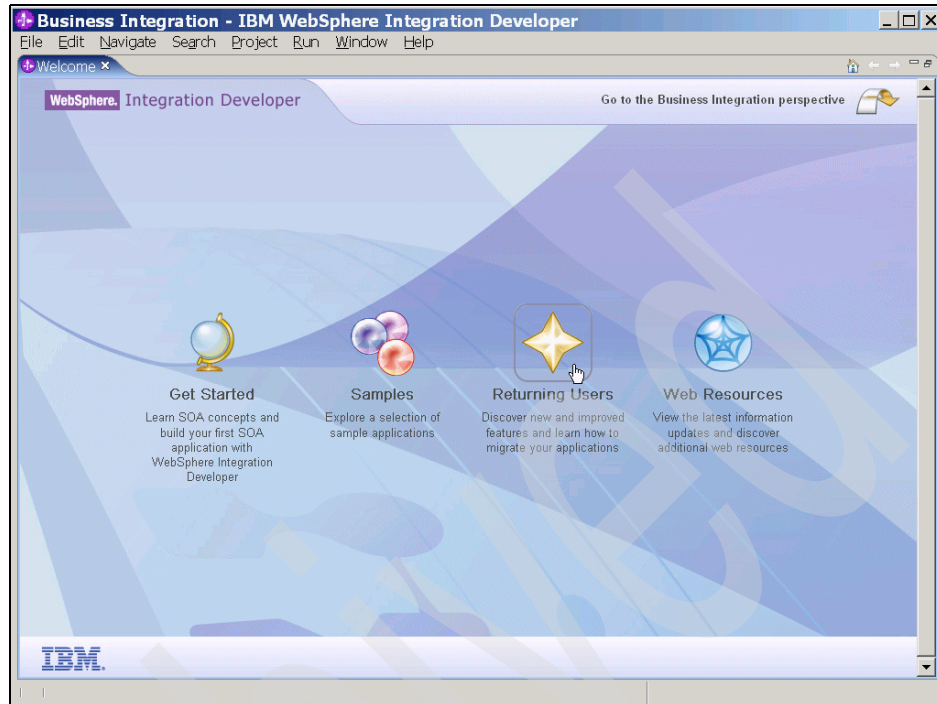 Business Integration - IBM WebSphere Integration Developer
File Edit Navigate Search Project Run Window Help
Welcome
WebSphere. Integration Developer
Go to the Business Integration perspective
Get Started
Learn SOA concepts and
build your first SOA
application with
WebSphere Integration
Developer
Samples
Explore a selection of
sample applications
Returning Users
Discover new and improved
features and learn how to
migrate your applications
Web Resources
View the latest information
updates and discover
additional web resources
IBM.